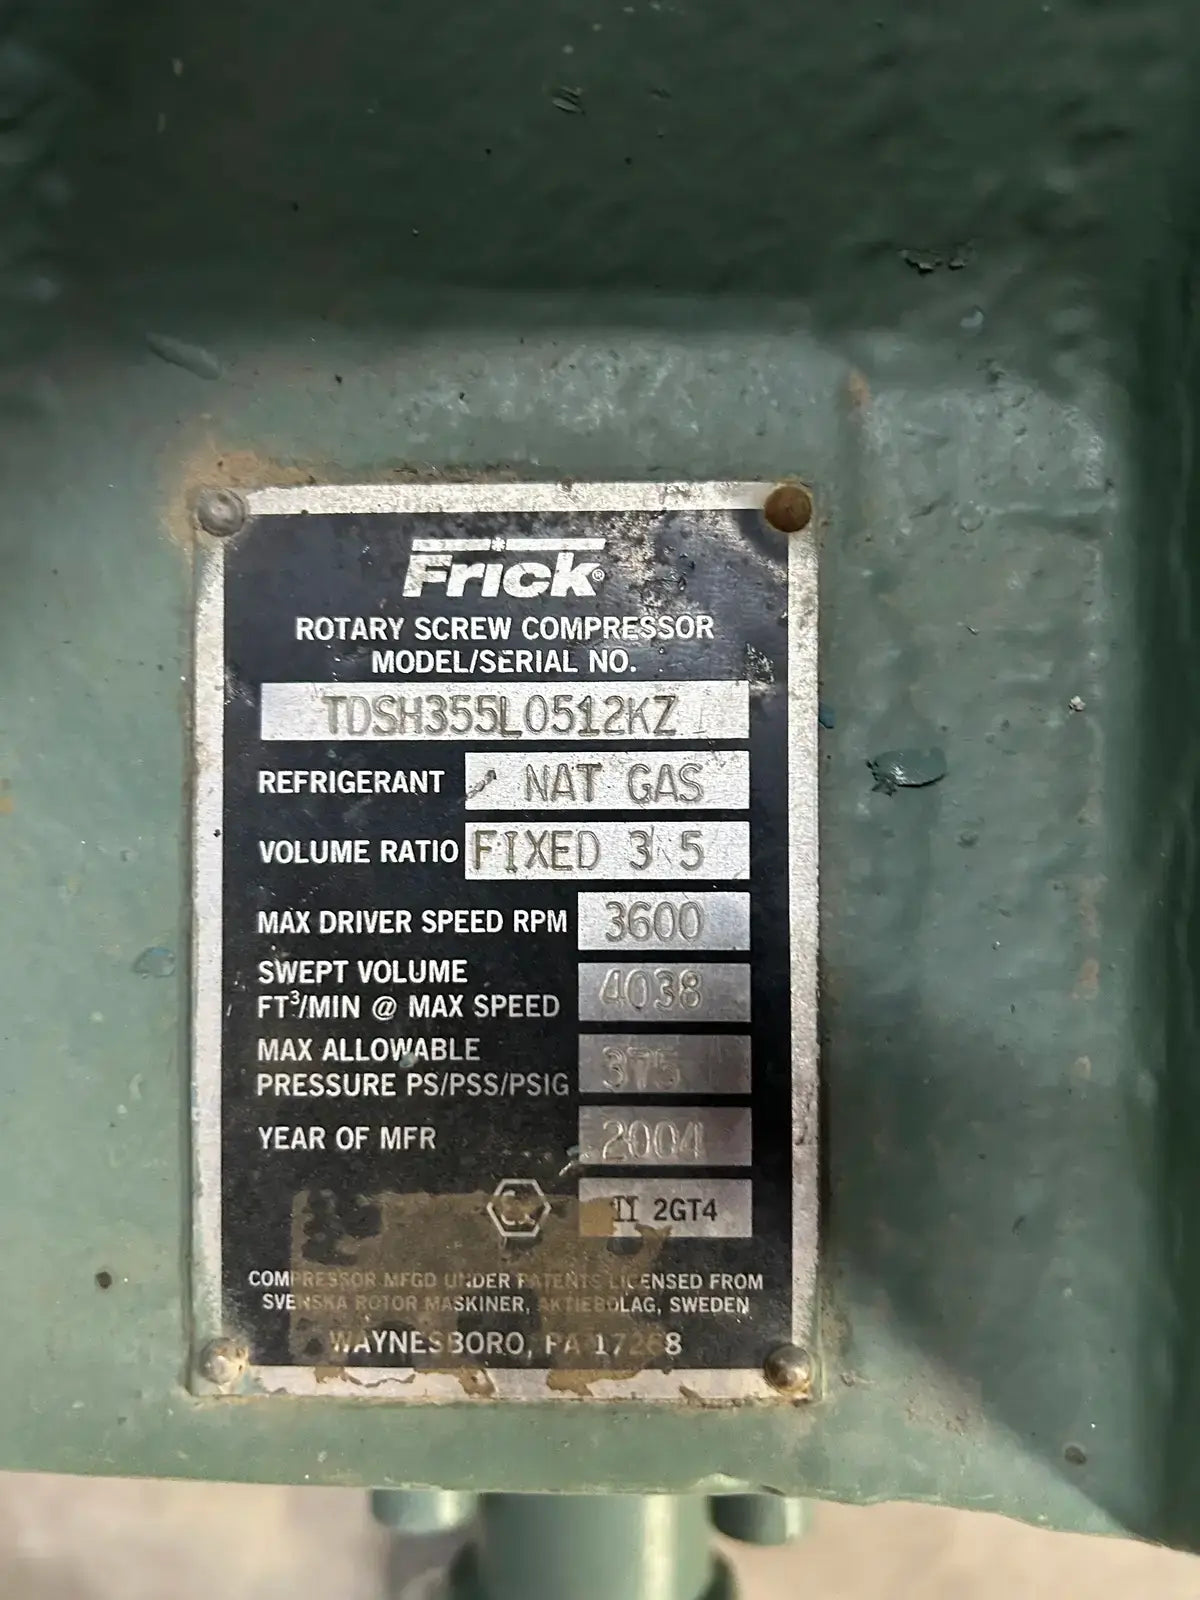 Frick®
ROTARY SCREW COMPRESSOR
MODEL/SERIAL NO.
TDSH355L0512KZ
REFRIGERANT NAT GAS
VOLUME RATIO FIXED 3 5
MAX DRIVER SPEED RPM 3600
SWEPT VOLUME
FT³/MIN @ MAX SPEED 4038
MAX ALLOWABLE
PRESSURE PS/PSS/PSIG 375
YEAR OF MFR 2004
Ex II 2GT4
COMPRESSOR MFGD UNDER PATENTS LICENSED FROM
SVENSKA ROTOR MASKINER, AKTIEBOLAG, SWEDEN
WAYNESBORO, PA 17268